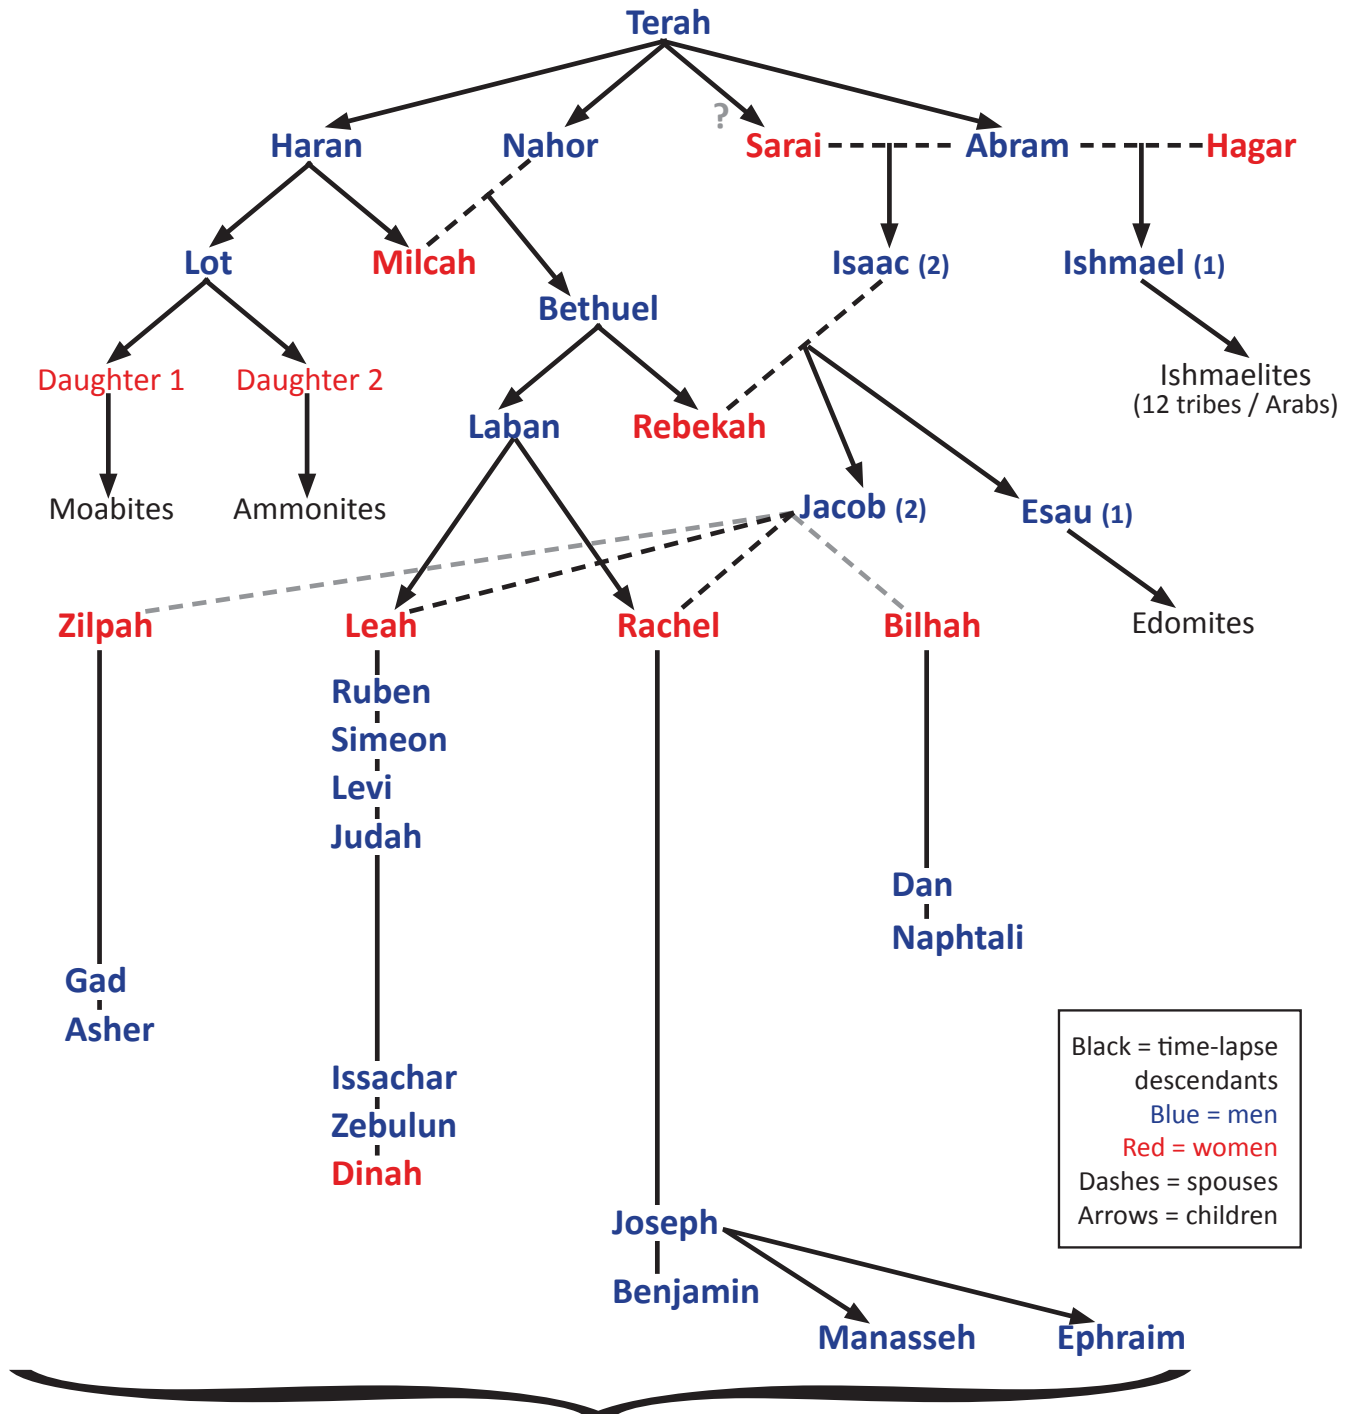 Terah
?
Haran Nahor Sarai Abram Hagar
Lot Milcah Isaac (2) Ishmael (1)
Bethuel
Daughter 1 Daughter 2 Ishmaelites
(12 tribes / Arabs)
Laban Rebekah
Moabites Ammonites Jacob (2) Esau (1)
Zilpah Leah Rachel Bilhah Edomites
Ruben
Simeon
Levi
Judah
Dan
Naphtali
Gad
Asher
Issachar
Zebulun
Dinah
Joseph
Benjamin
Manasseh Ephraim
Black = time-lapse
descendants
Blue = men
Red = women
Dashes = spouses
Arrows = children